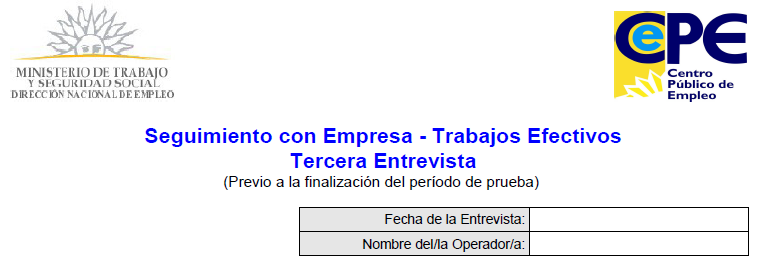 MINISTERIO DE TRABAJO
Y SEGURIDAD SOCIAL
DIRECCIÓN NACIONAL DE EMPLEO
CePE
Centro
Público de
Empleo
Seguimiento con Empresa - Trabajos Efectivos
Tercera Entrevista
(Previo a la finalización del período de prueba)
Fecha de la Entrevista:
Nombre del/la Operador/a: